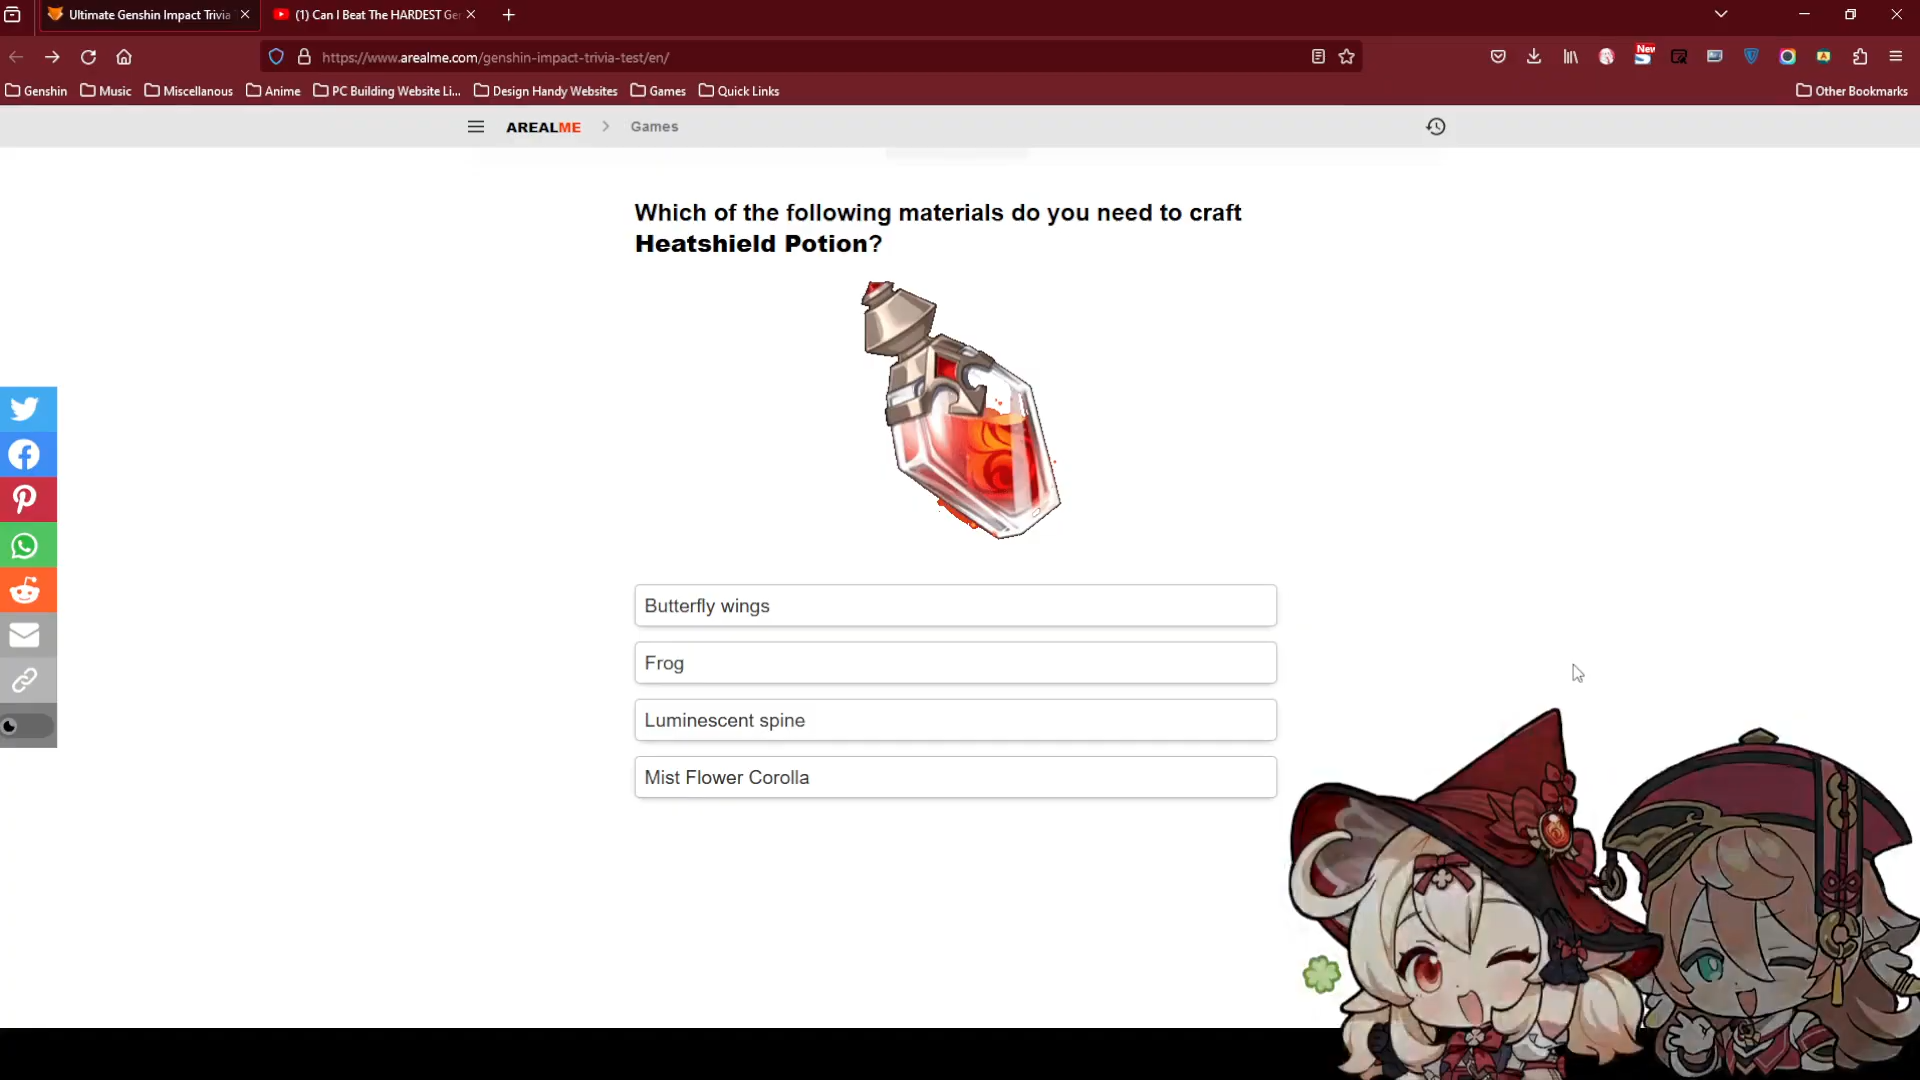 Ultimate Genshin Impact Trivia
(1) Can I Beat The HARDEST Ge
https://www.arealme.com/genshin-impact-trivia-test/en/
New
Genshin
Music
Miscellanous
Anime
PC Building Website Li...
Design Handy Websites
Games
Quick Links
Other Bookmarks
AREALME
Games
Which of the following materials do you need to craft
Heatshield Potion?
Butterfly wings
Frog
Luminescent spine
Mist Flower Corolla